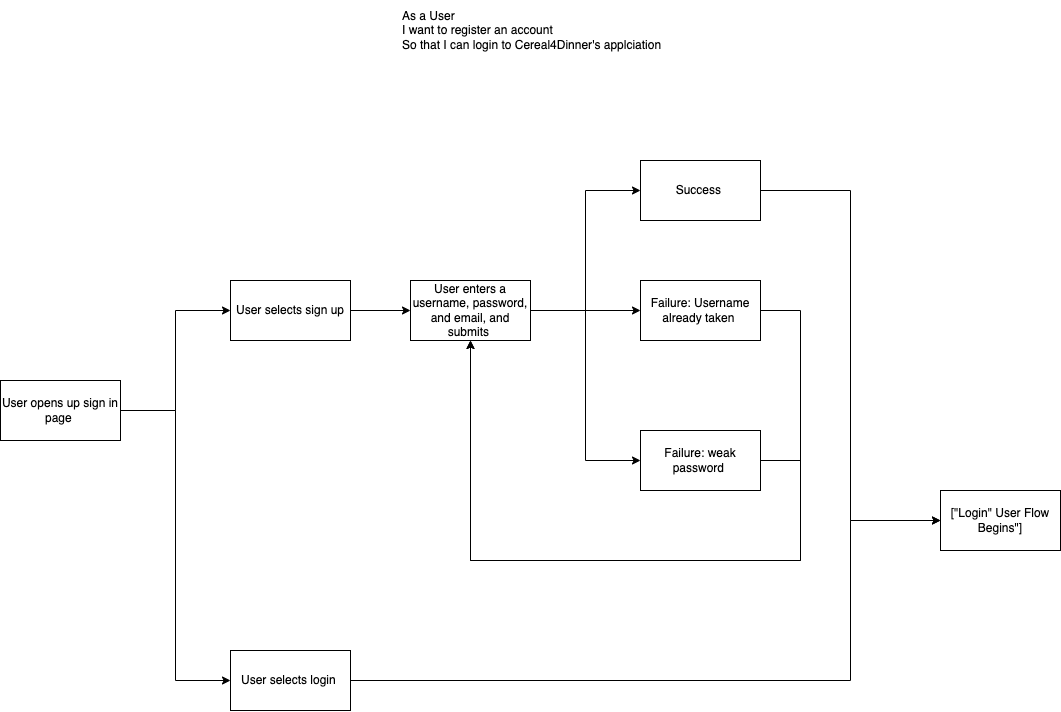 As a User
I want to register an account
So that I can login to Cereal4Dinner's applciation
Success
User selects sign up
User enters a
username, password,
and email, and
submits
Failure: Username
already taken
User opens up sign in
page
Failure: weak
password
["Login" User Flow
Begins"]
User selects login